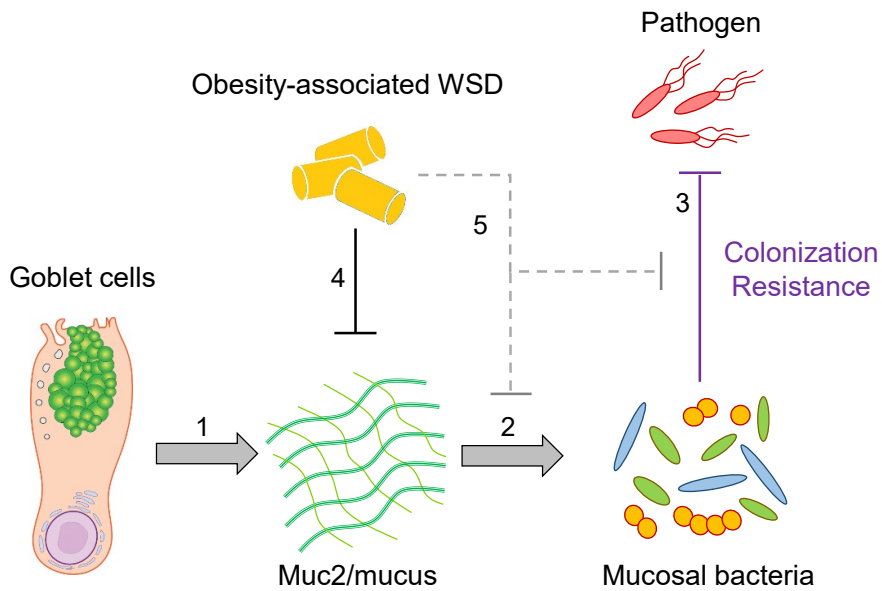 Pathogen
Obesity-associated WSD
3
5
Colonization
Resistance
4
Goblet cells
1
2
Muc2/mucus
Mucosal bacteria